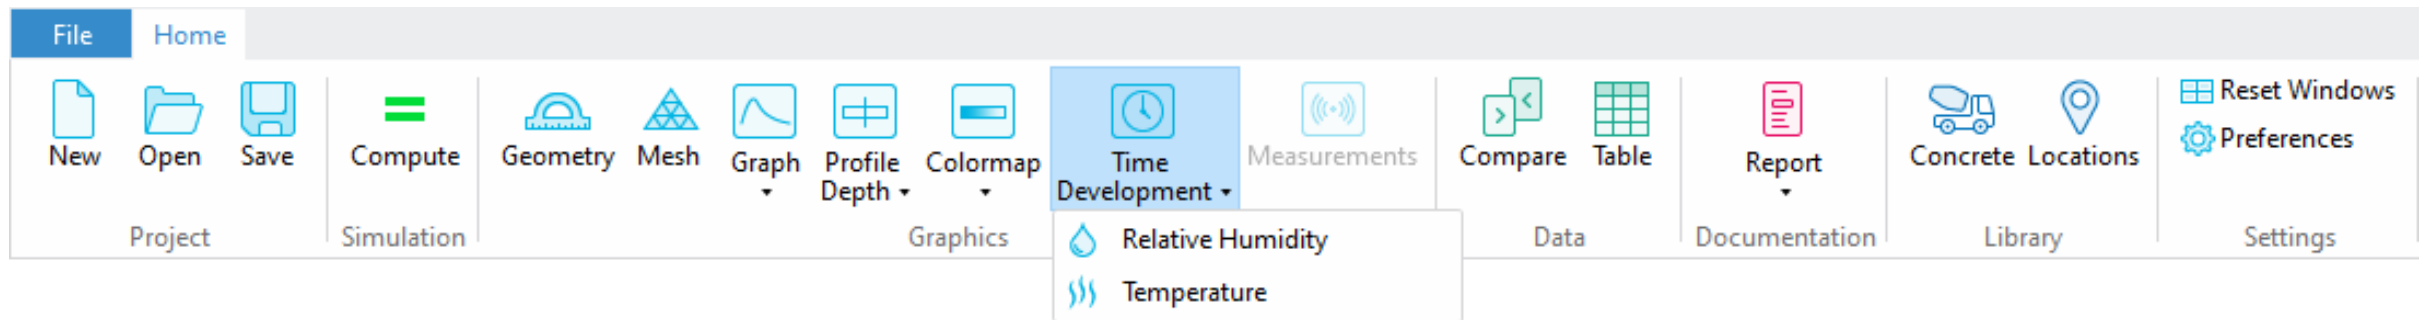 File Home
New Open Save Compute Geometry Mesh Graph Profile Depth Colormap Time Development Measurements Compare Table Report Concrete Locations Reset Windows
Preferences
Project Simulation Graphics Data Documentation Library Settings
Relative Humidity
Temperature